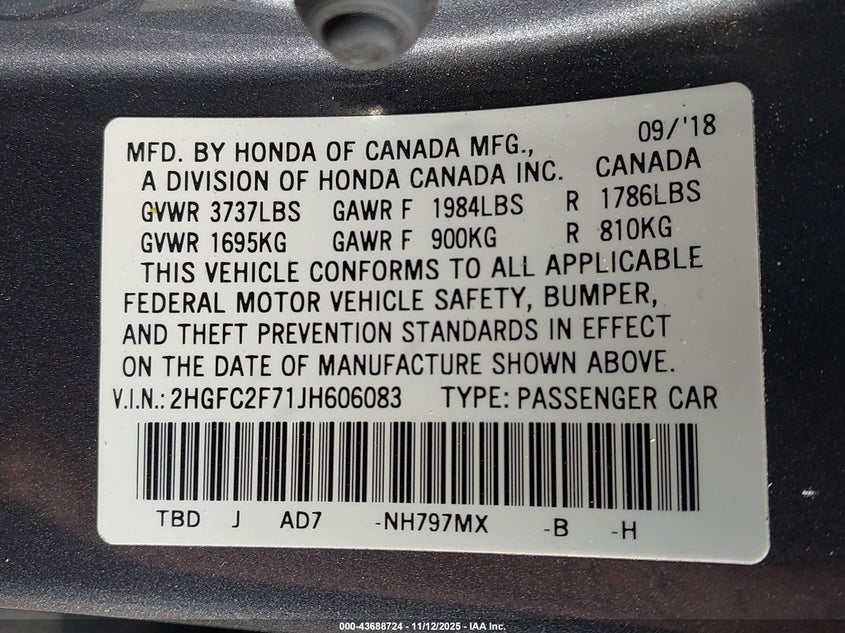 09/'18
MFD. BY HONDA OF CANADA MFG.,
A DIVISION OF HONDA CANADA INC. CANADA
GVWR 3737LBS GAWR F 1984LBS R 1786LBS
GVWR 1695KG GAWR F 900KG R 810KG
THIS VEHICLE CONFORMS TO ALL APPLICABLE
FEDERAL MOTOR VEHICLE SAFETY, BUMPER,
AND THEFT PREVENTION STANDARDS IN EFFECT
ON THE DATE OF MANUFACTURE SHOWN ABOVE.
V.I.N.: 2HGFC2F71JH606083 TYPE: PASSENGER CAR
TBD J AD7 -NH797MX -B -H
000-43688724 - 11/12/2025 - IAA Inc.